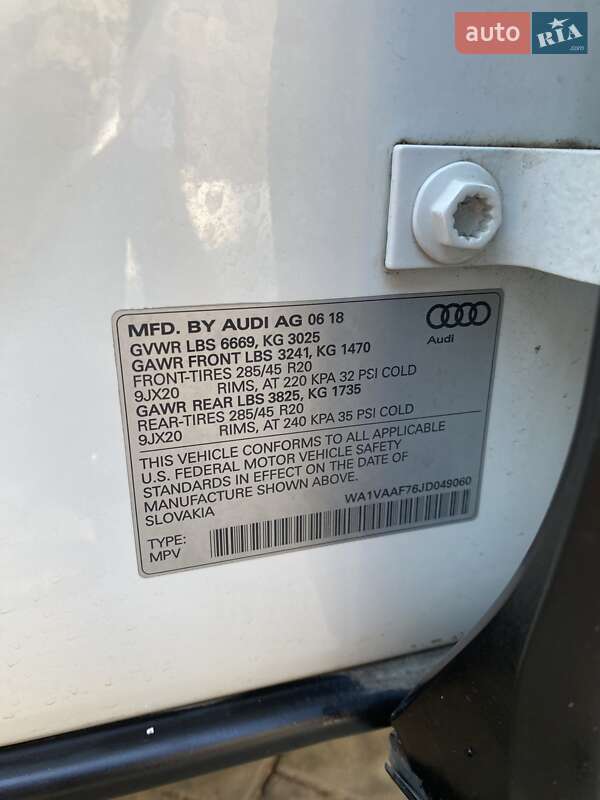 auto RIA .com
MFD. BY AUDI AG 06 18
GVWR LBS 6669, KG 3025
GAWR FRONT LBS 3241, KG 1470
FRONT-TIRES 285/45 R20
9JX20 RIMS, AT 220 KPA 32 PSI COLD
GAWR REAR LBS 3825, KG 1735
REAR-TIRES 285/45 R20
9JX20 RIMS, AT 240 KPA 35 PSI COLD
Audi
THIS VEHICLE CONFORMS TO ALL APPLICABLE
U.S. FEDERAL MOTOR VEHICLE SAFETY
STANDARDS IN EFFECT ON THE DATE OF
MANUFACTURE SHOWN ABOVE.
SLOVAKIA WA1VAAF76JD049060
TYPE:
MPV